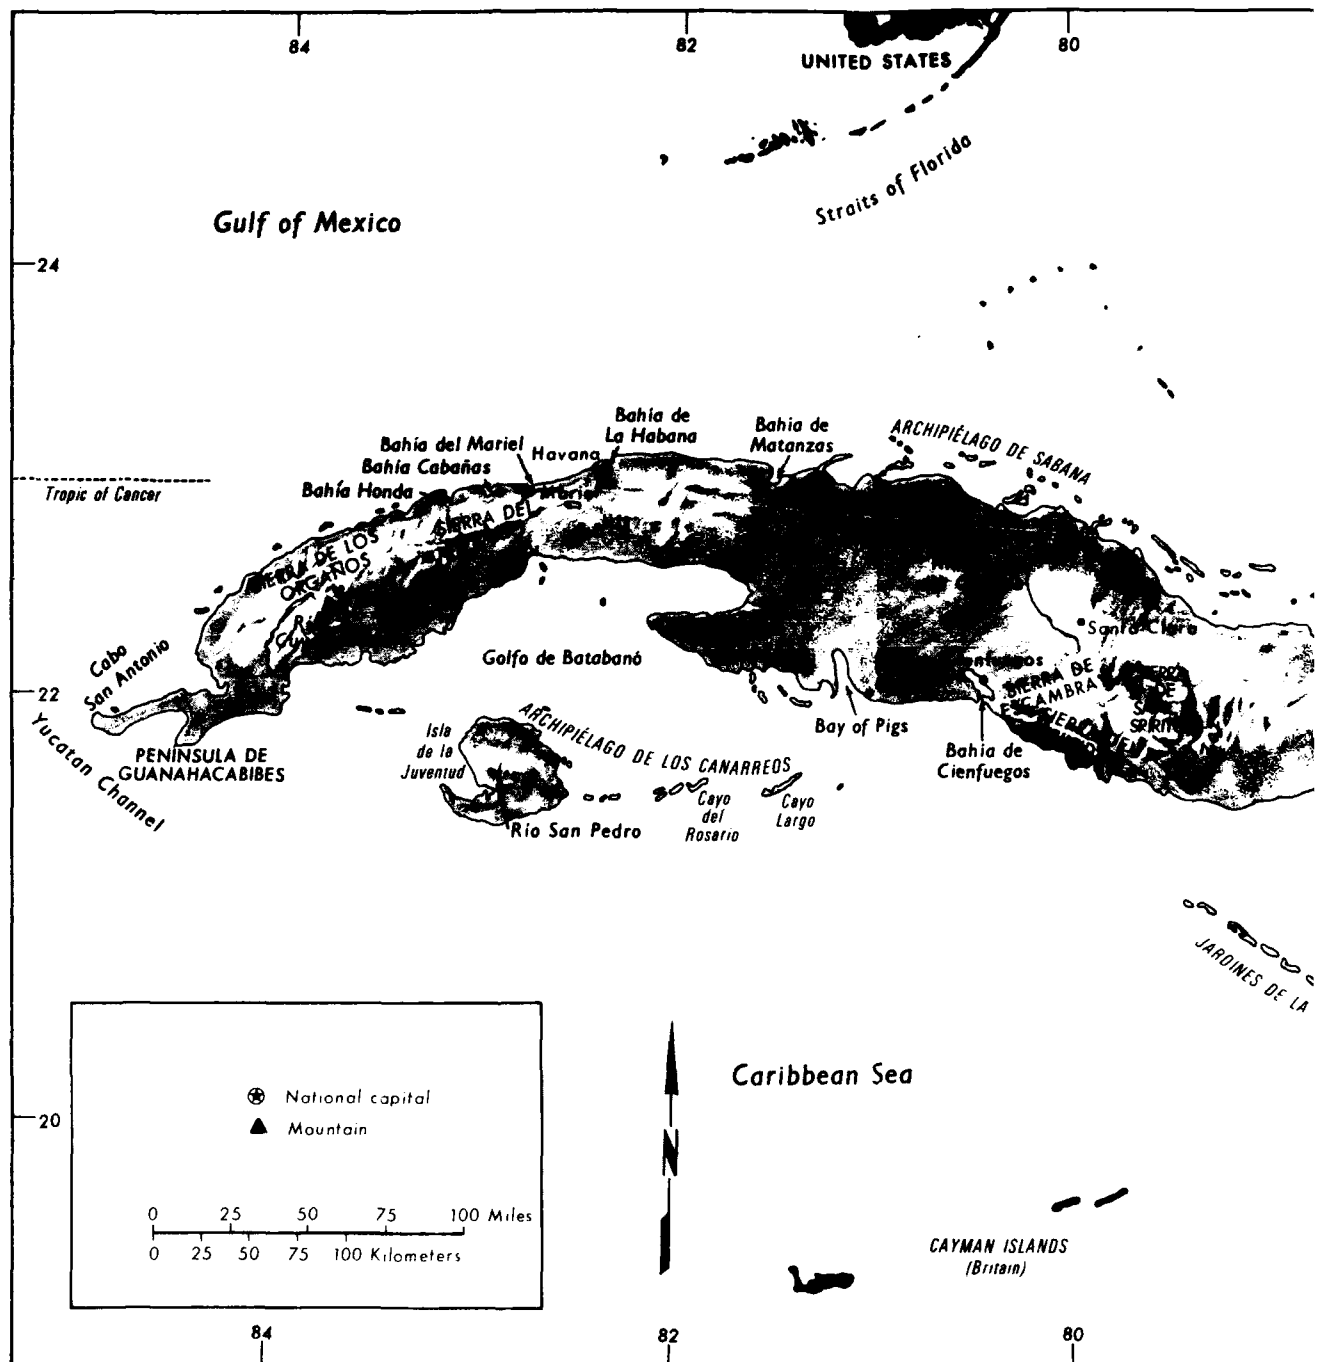 84
82
80
UNITED STATES
Straits of Florida
Gulf of Mexico
24
Bahía de
La Habana
Bahía de
Matanzas
ARCHIPIÉLAGO DE SABANA
Bahía del Mariel
Havana
Bahía Cabañas
Bahía Honda
Tropic of Cancer
SIERRA DEL
SIERRA DE LOS
ORGANOS
Santa Clara
Cabo
San Antonio
Golfo de Batabanó
SIERRA DE
22
Yucatan Channel
PENÍNSULA DE
GUANAHACABIBES
Isla
de la
Juventud
ARCHIPIÉLAGO DE LOS CANARREOS
Bay of Pigs
Bahia de
Cienfuegos
Cayo
del
Rosario
Cayo
Largo
Río San Pedro
JARDINES DE LA
Caribbean Sea
National capital
Mountain
N
20
0 25 50 75 100 Miles
0 25 50 75 100 Kilometers
CAYMAN ISLANDS
(Britain)
84
82
80